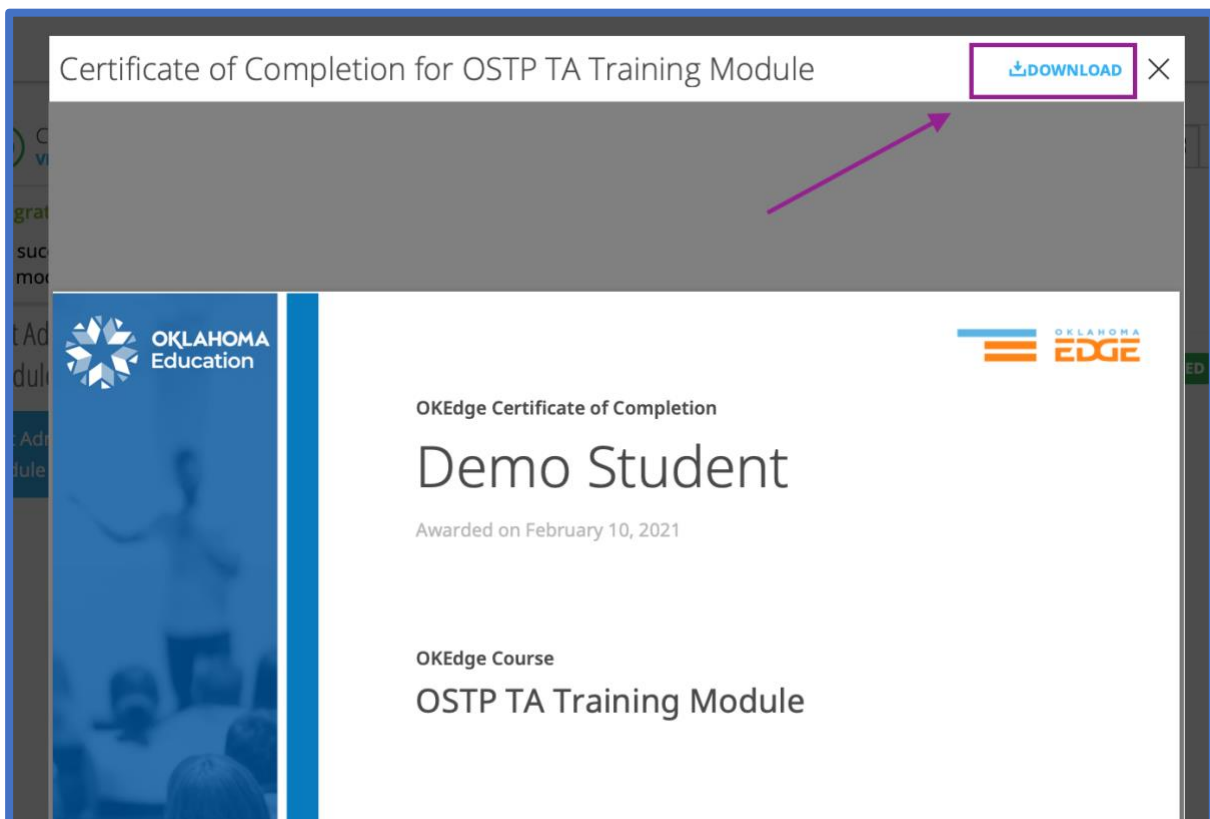 Certificate of Completion for OSTP TA Training Module
DOWNLOAD
OKLAHOMA
Education
OKLAHOMA
EDGE
OKEdge Certificate of Completion
Demo Student
Awarded on February 10, 2021
OKEdge Course
OSTP TA Training Module